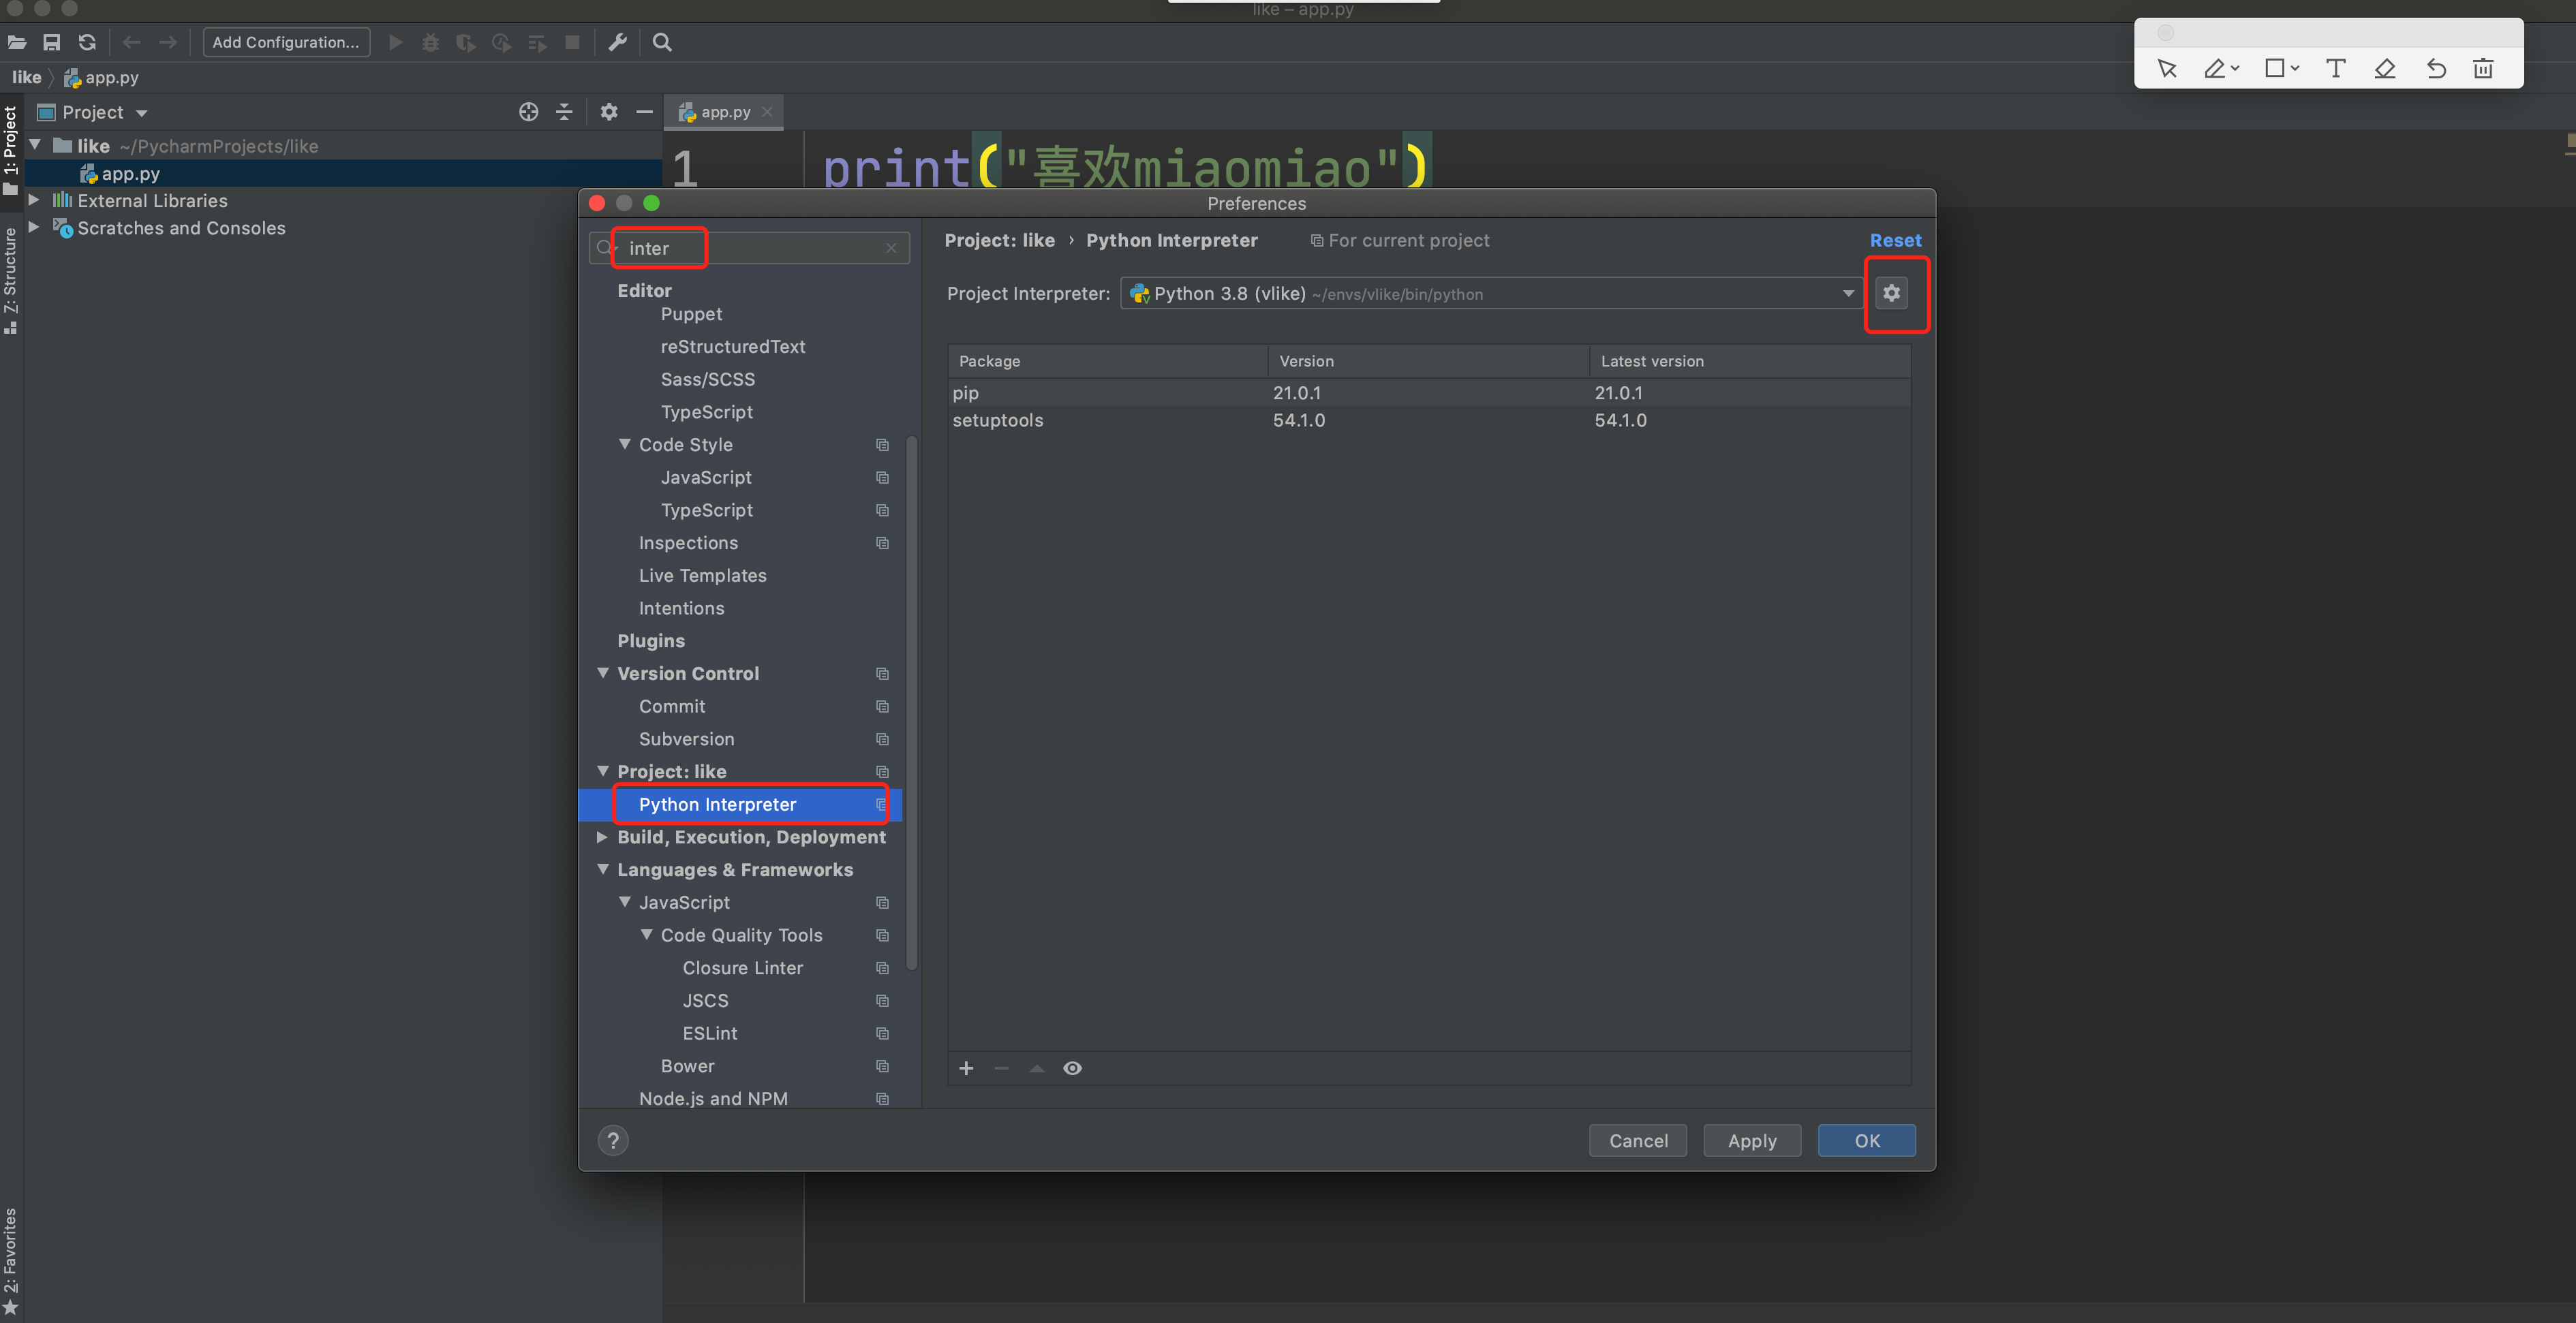 like – app.py
Add Configuration...
like app.py
Project
app.py
1: Project
like ~/PycharmProjects/like
app.py
External Libraries
Scratches and Consoles
Z: Structure
2: Favorites
1 print("喜欢miaomiao")
Preferences
inter
Editor
Puppet
reStructuredText
Sass/SCSS
TypeScript
Code Style
JavaScript
TypeScript
Inspections
Live Templates
Intentions
Plugins
Version Control
Commit
Subversion
Project: like
Python Interpreter
Build, Execution, Deployment
Languages & Frameworks
JavaScript
Code Quality Tools
Closure Linter
JSCS
ESLint
Bower
Node.js and NPM
Project: like › Python Interpreter For current project Reset
Project Interpreter: Python 3.8 (vlike) ~/envs/vlike/bin/python
Package Version Latest version
pip 21.0.1 21.0.1
setuptools 54.1.0 54.1.0
? Cancel Apply OK